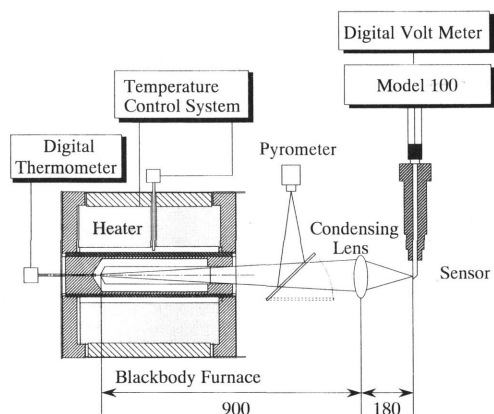 Digital Volt Meter
Model 100
Temperature
Control System
Digital
Thermometer
Pyrometer
Heater
Condensing
Lens
Sensor
Blackbody Furnace
900
180